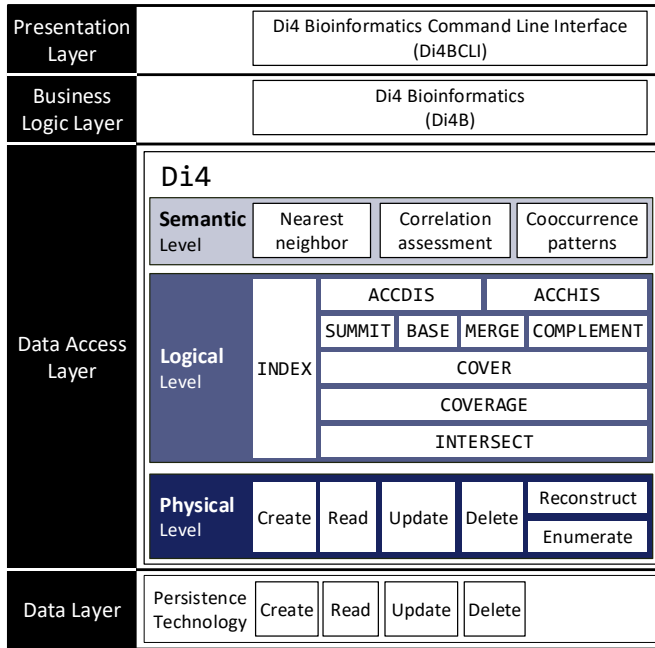 Presentation
Layer
Di4 Bioinformatics Command Line Interface
(Di4BCLI)
Business
Logic Layer
Di4 Bioinformatics
(Di4B)
Data Access
Layer
Di4
Semantic
Level
Nearest
neighbor
Correlation
assessment
Cooccurrence
patterns
Logical
Level
INDEX
ACCDIS
ACCHIS
SUMMIT
BASE
MERGE
COMPLEMENT
COVER
COVERAGE
INTERSECT
Physical
Level
Create
Read
Update
Delete
Reconstruct
Enumerate
Data Layer
Persistence
Technology
Create
Read
Update
Delete